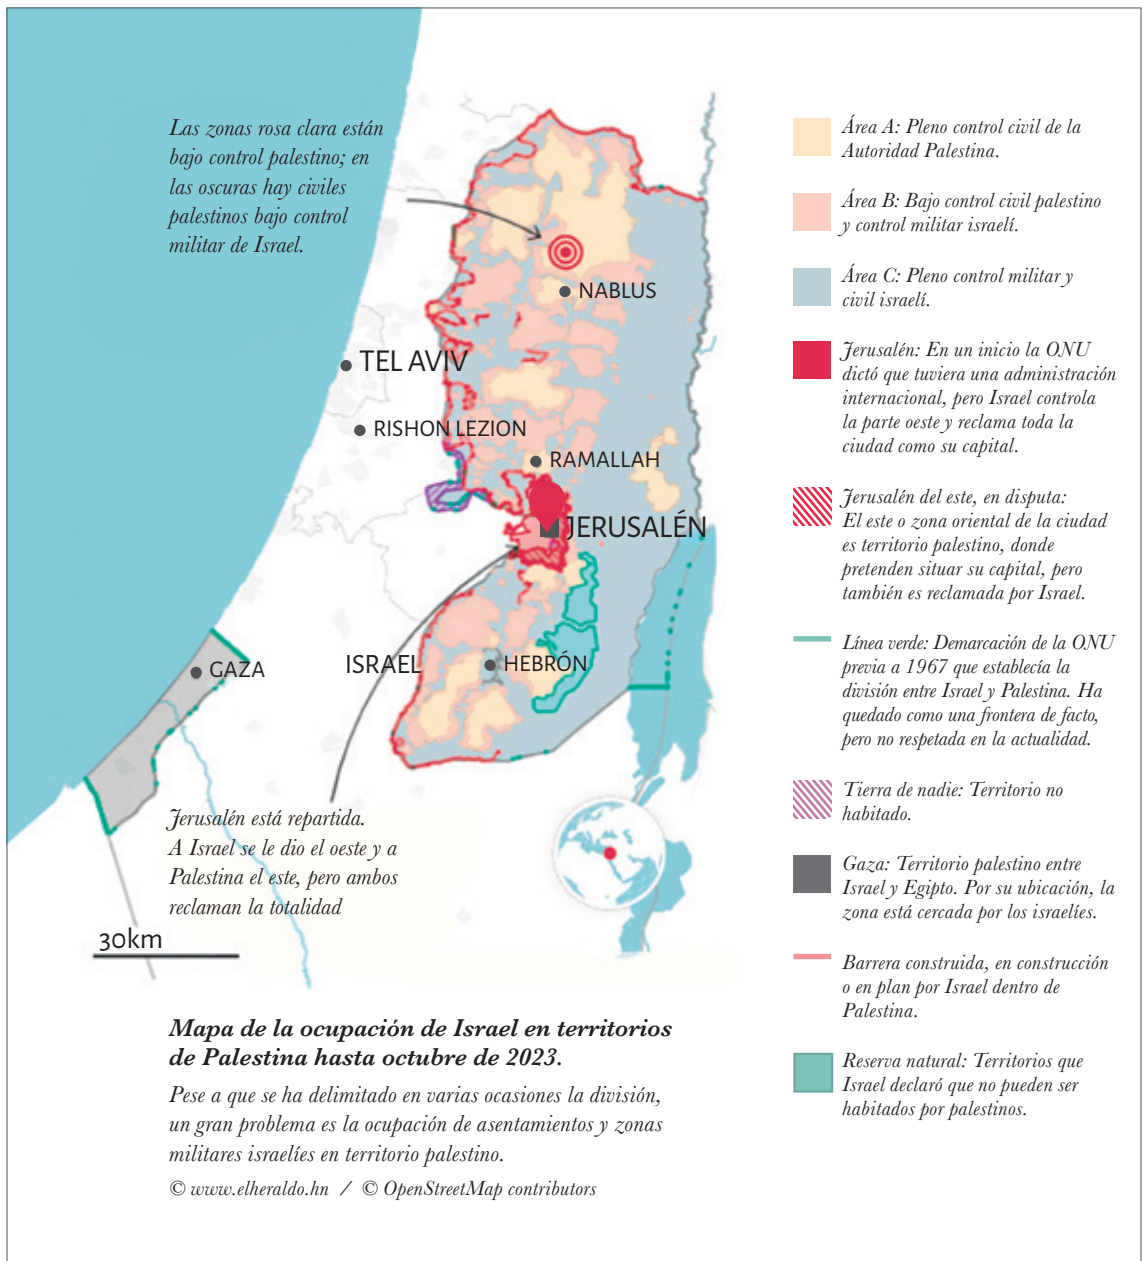 Las zonas rosa clara están
bajo control palestino; en
las oscuras hay civiles
palestinos bajo control
militar de Israel.
NABLUS
TEL AVIV
RISHON LEZION
RAMALLAH
JERUSALÉN
ISRAEL
HEBRÓN
GAZA
Jerusalén está repartida.
A Israel se le dio el oeste y a
Palestina el este, pero ambos
reclaman la totalidad
30km
Mapa de la ocupación de Israel en territorios
de Palestina hasta octubre de 2023.
Pese a que se ha delimitado en varias ocasiones la división,
un gran problema es la ocupación de asentamientos y zonas
militares israelíes en territorio palestino.
© www.elheraldo.hn / © OpenStreetMap contributors
Área A: Pleno control civil de la
Autoridad Palestina.
Área B: Bajo control civil palestino
y control militar israelí.
Área C: Pleno control militar y
civil israelí.
Jerusalén: En un inicio la ONU
dictó que tuviera una administración
internacional, pero Israel controla
la parte oeste y reclama toda la
ciudad como su capital.
Jerusalén del este, en disputa:
El este o zona oriental de la ciudad
es territorio palestino, donde
pretenden situar su capital, pero
también es reclamada por Israel.
Línea verde: Demarcación de la ONU
previa a 1967 que establecía la
división entre Israel y Palestina. Ha
quedado como una frontera de facto,
pero no respetada en la actualidad.
Tierra de nadie: Territorio no
habitado.
Gaza: Territorio palestino entre
Israel y Egipto. Por su ubicación, la
zona está cercada por los israelíes.
Barrera construida, en construcción
o en plan por Israel dentro de
Palestina.
Reserva natural: Territorios que
Israel declaró que no pueden ser
habitados por palestinos.